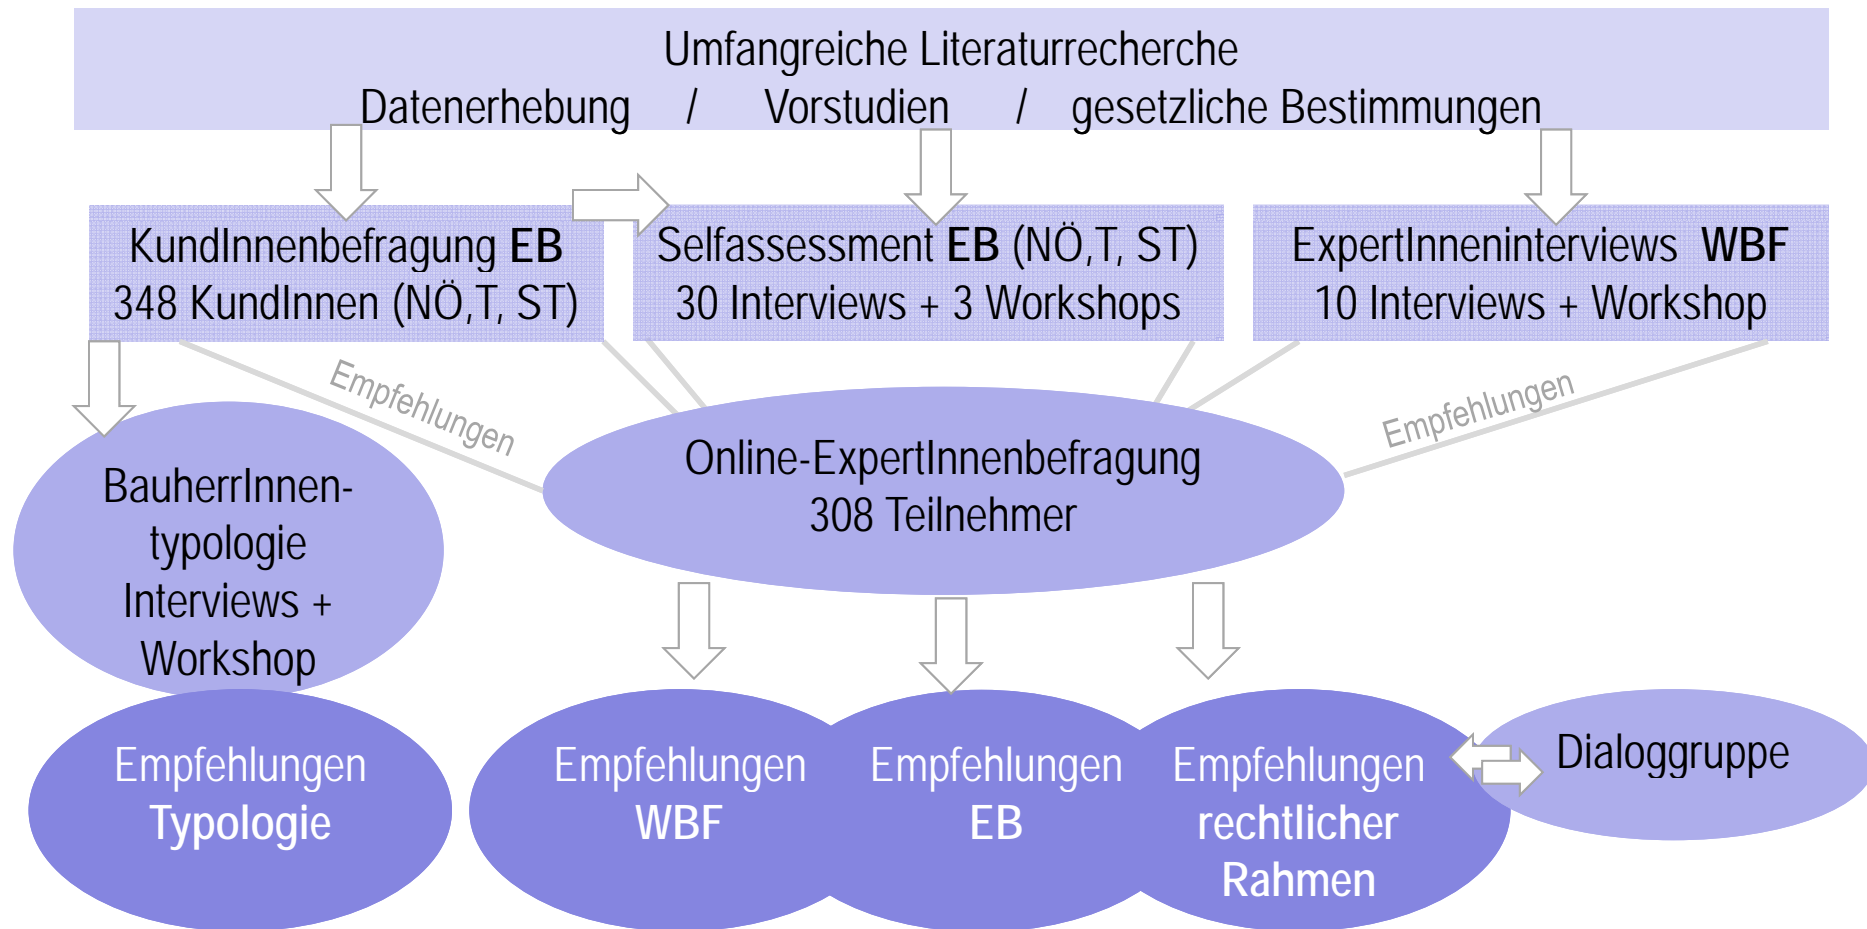 Umfangreiche Literaturrecherche
Datenerhebung / Vorstudien / gesetzliche Bestimmungen
KundInnenbefragung EB
348 KundInnen (NÖ,T, ST)
Selfassessment EB (NÖ,T, ST)
30 Interviews + 3 Workshops
ExpertInneninterviews WBF
10 Interviews + Workshop
Empfehlungen
Empfehlungen
Online-ExpertInnenbefragung
308 Teilnehmer
BauherrInnen-
typologie
Interviews +
Workshop
Empfehlungen
Typologie
Empfehlungen
WBF
Empfehlungen
EB
Empfehlungen
rechtlicher
Rahmen
Dialoggruppe